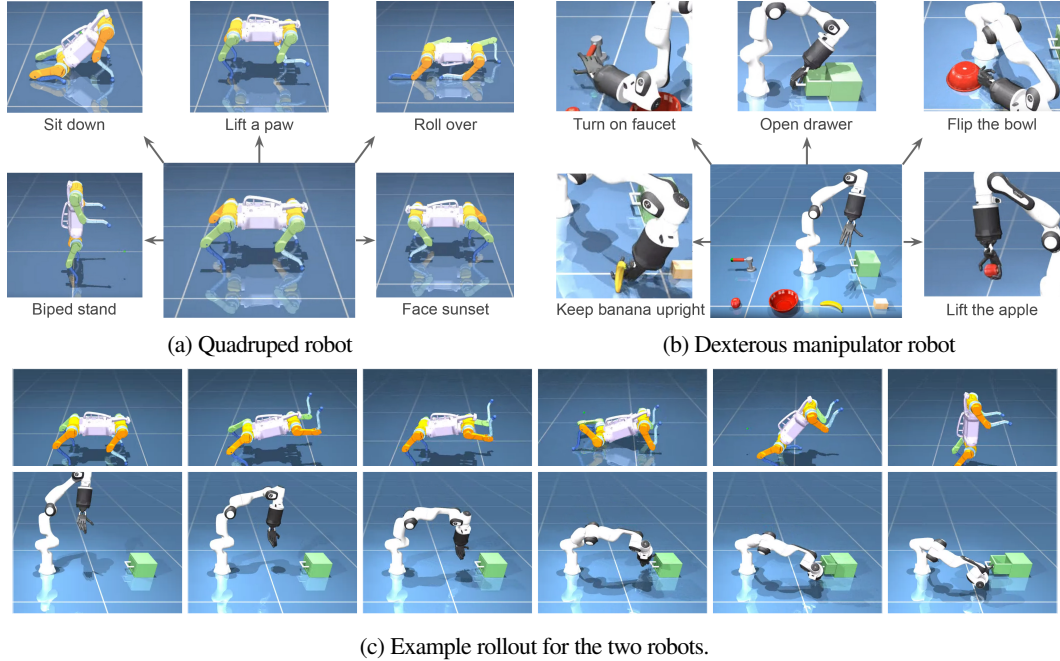 Sit down
Lift a paw
Roll over
Turn on faucet
Open drawer
Flip the bowl
Biped stand
Face sunset
Keep banana upright
Lift the apple
(a) Quadruped robot
(b) Dexterous manipulator robot
(c) Example rollout for the two robots.